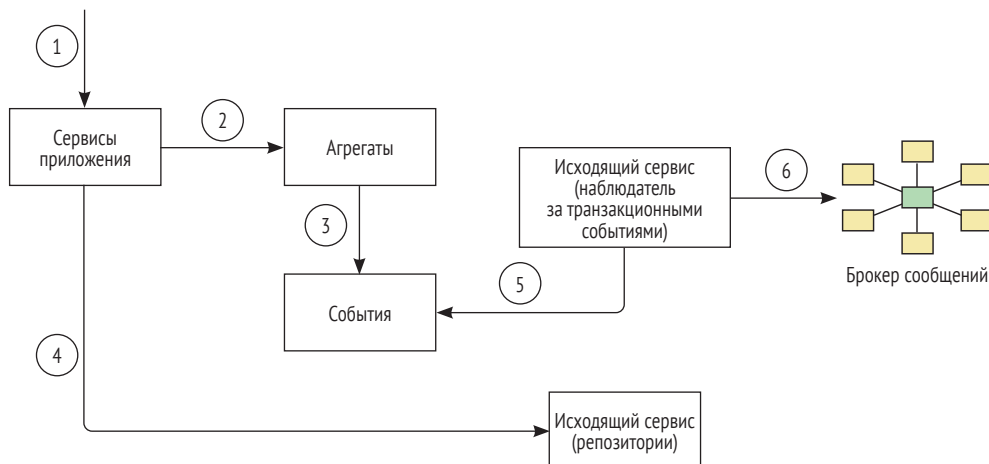 1
Сервисы
приложения
2
Агрегаты
3
События
Исходящий сервис
(наблюдатель
за транзакционными
событиями)
6
Брокер сообщений
5
4
Исходящий сервис
(репозитории)